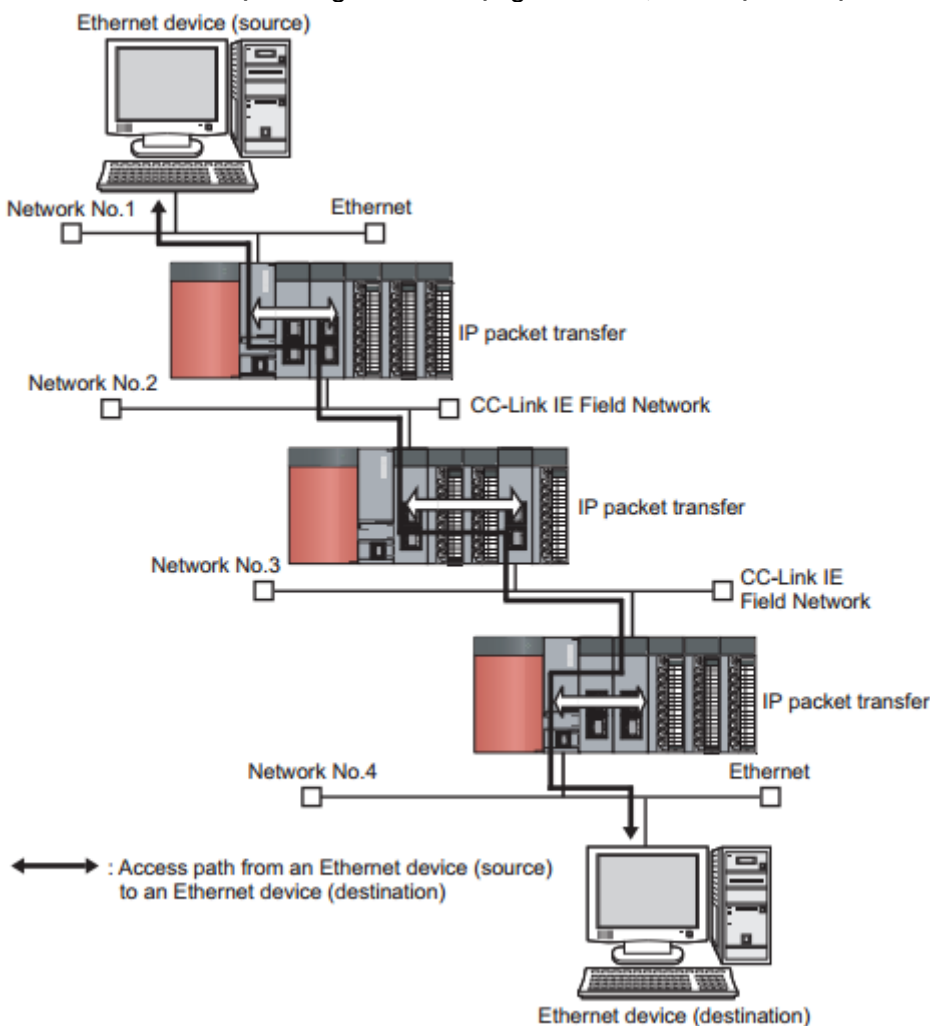 Ethernet device (source)
Network No.1
Ethernet
IP packet transfer
Network No.2
CC-Link IE Field Network
IP packet transfer
Network No.3
CC-Link IE
Field Network
IP packet transfer
Network No.4
Ethernet
: Access path from an Ethernet device (source)
to an Ethernet device (destination)
Ethernet device (destination)